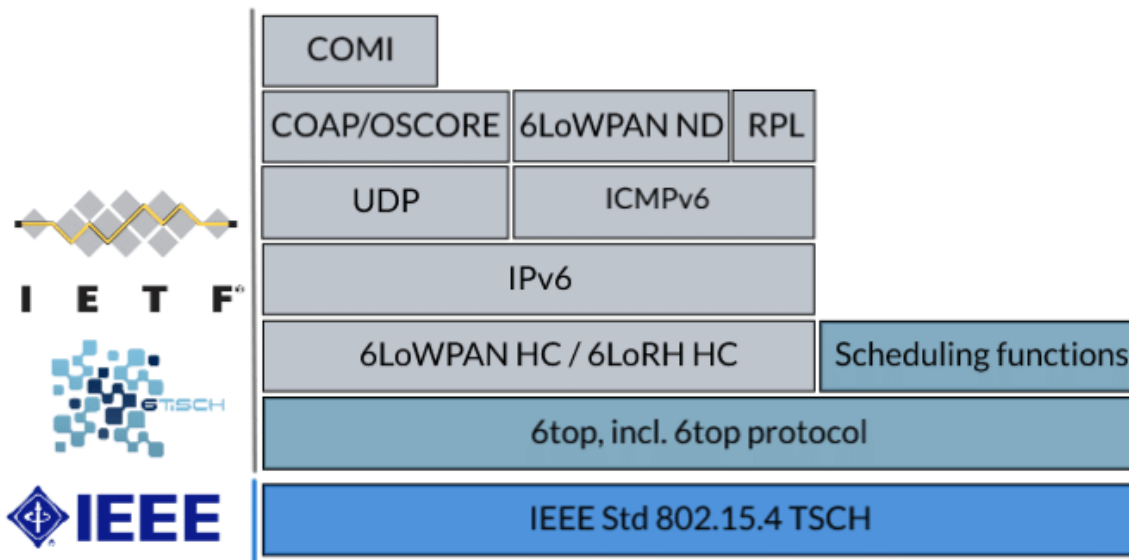 COMI
COAP/OSCORE
6LoWPAN ND
RPL
UDP
ICMPv6
IPv6
IETF®
6LoWPAN HC / 6LoRH HC
Scheduling functions
6TiSCH
6top, incl. 6top protocol
IEEE
IEEE Std 802.15.4 TSCH